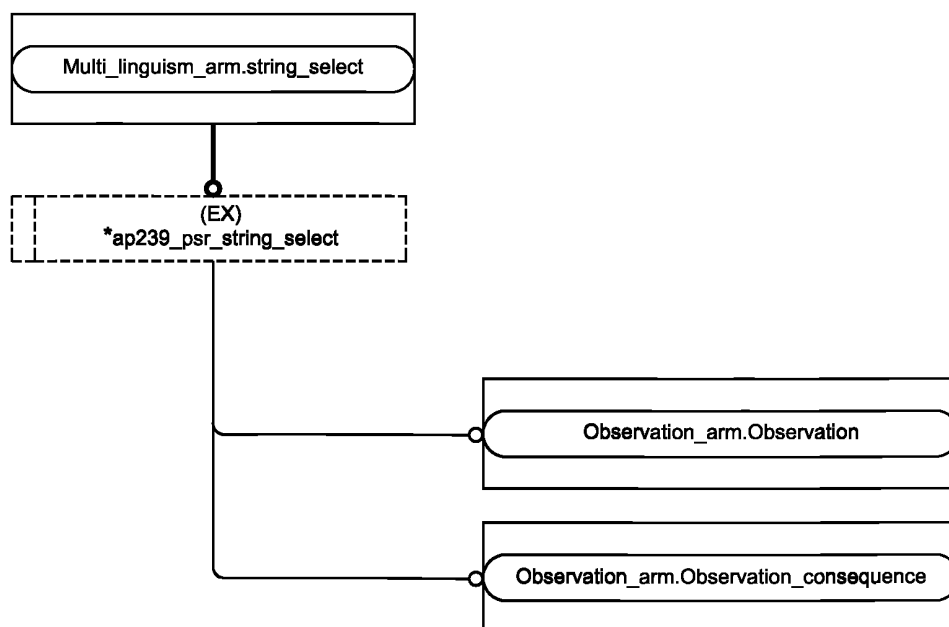 Multi_linguism_arm.string_select
(EX)
*ap239_psr_string_select
Observation_arm.Observation
Observation_arm.Observation_consequence